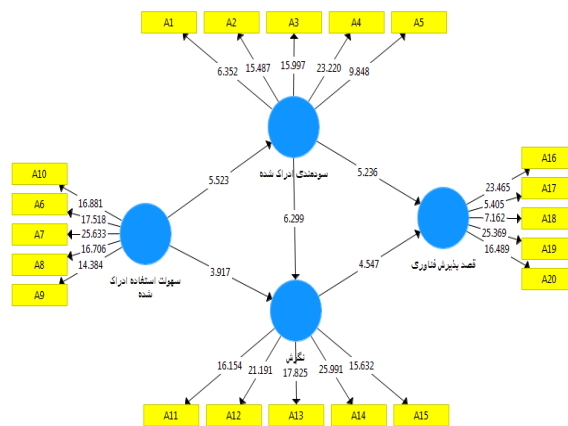 A1 A2 A3 A4 A5
6.352 15.487 15.997 23.220 9.848
سودمندی ادراک شده
5.523 5.236
6.299
A10
A6
A7
A8
A9
16.881
17.518
25.633
16.706
14.384
سهولت استفاده ادراک
شده
A16
A17
A18
A19
A20
23.465
5.405
7.162
25.369
16.489
قصد پذیرش فناوری
3.917 4.547
نگرش
16.154 21.191 17.825 25.991 15.632
A11 A12 A13 A14 A15